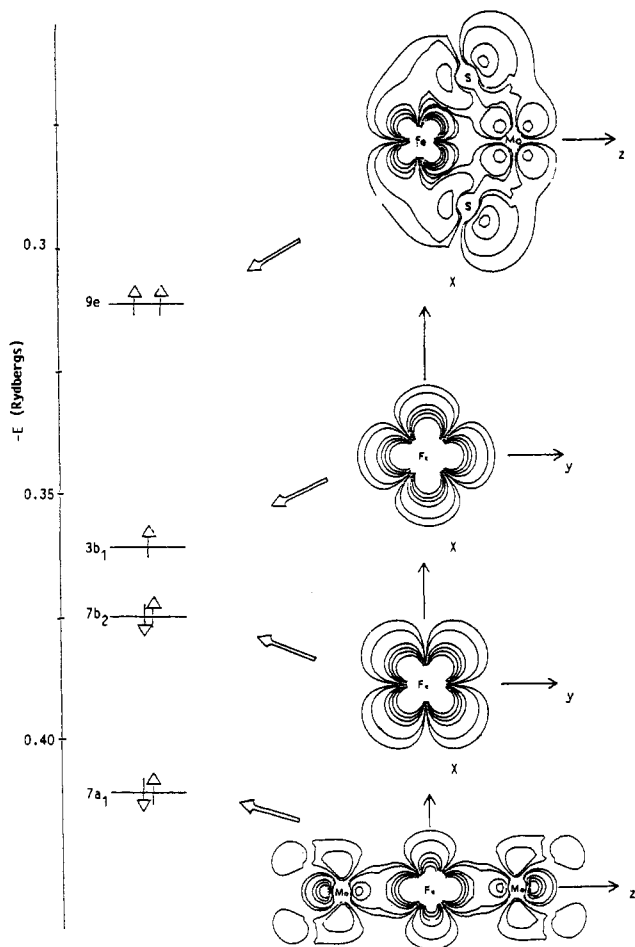 S
Fe
Mo
z
S
X
0.3
9e
-E (Rydbergs)
Fe
y
0.35
X
3b₁
7b₂
Fe
y
0.40
X
7a₁
Mo
Fe
Mo
z